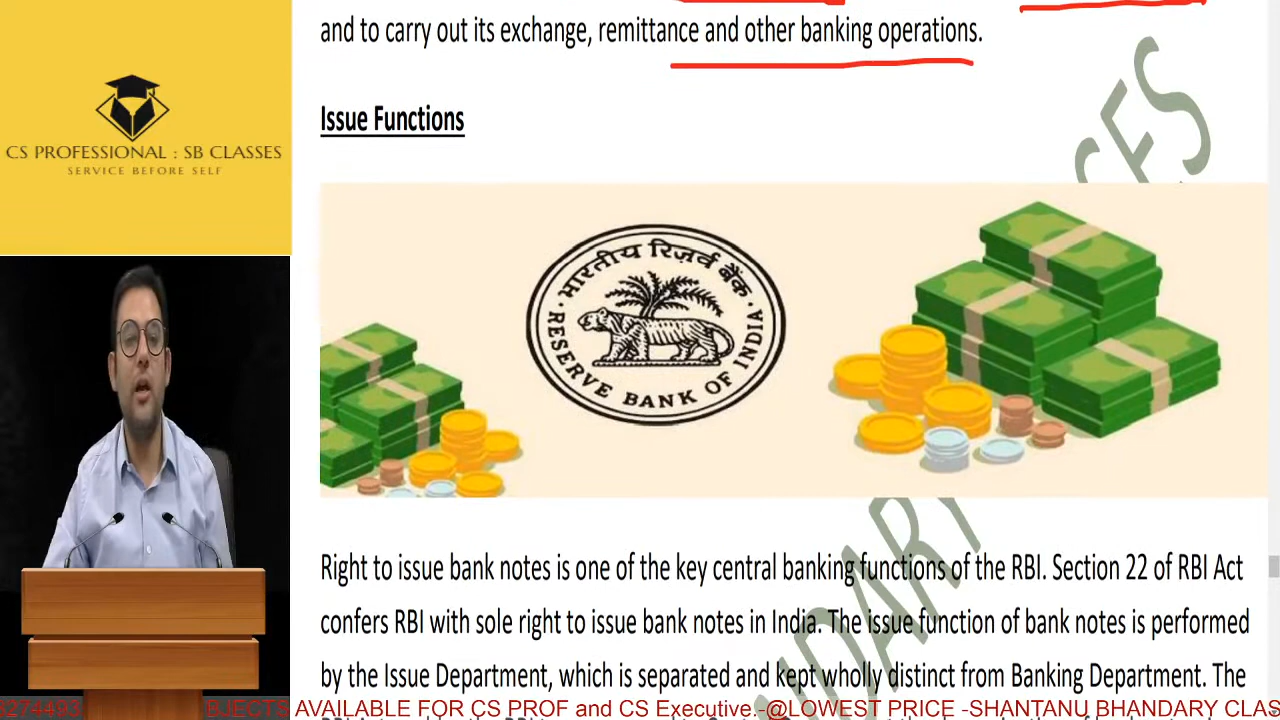 and to carry out its exchange, remittance and other banking operations.
CS PROFESSIONAL : SB CLASSES
SERVICE BEFORE SELF
Issue Functions
भारतीय रिज़र्व बैंक
RESERVE BANK OF INDIA
Right to issue bank notes is one of the key central banking functions of the RBI. Section 22 of RBI Act
confers RBI with sole right to issue bank notes in India. The issue function of bank notes is performed
by the Issue Department, which is separated and kept wholly distinct from Banking Department. The
274493 BJECTS AVAILABLE FOR CS PROF and CS Executive.-@LOWEST PRICE -SHANTANU BHANDARY CLAS